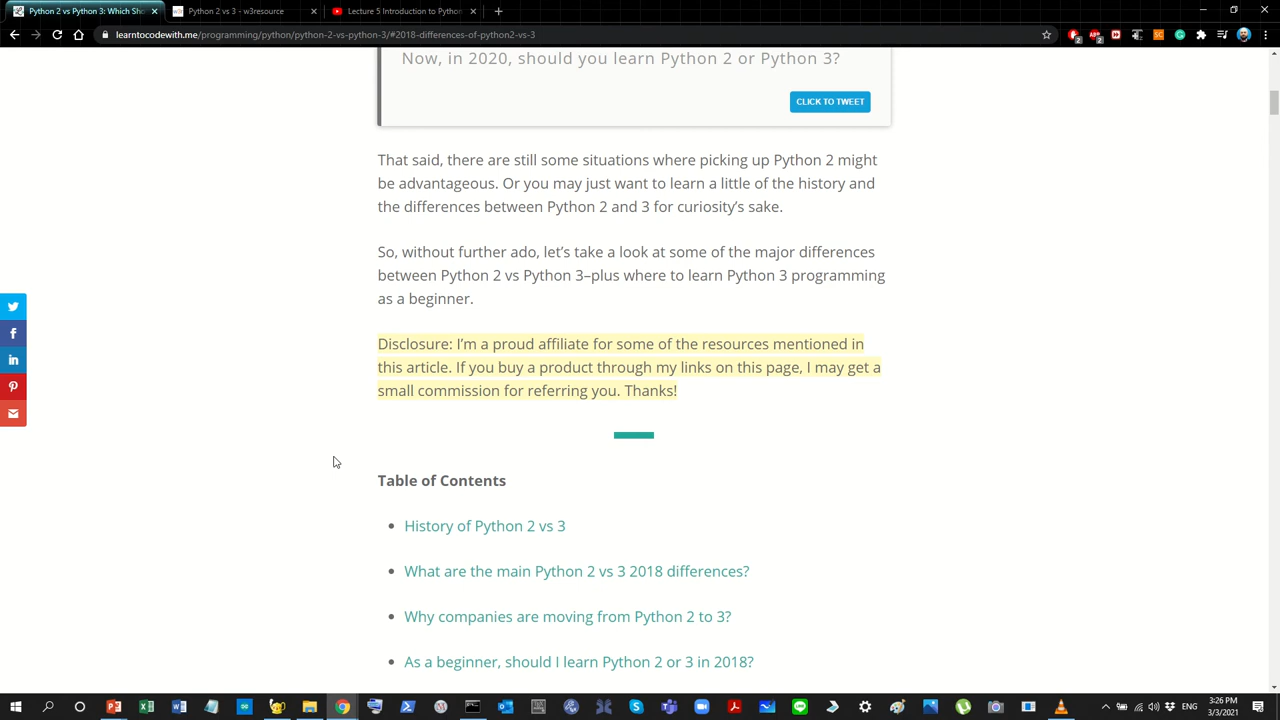 Python 2 vs Python 3: Which Sho
Python 2 vs 3 - w3resource
Lecture 5 Introduction to Python
learntocodewith.me/programming/python/python-2-vs-python-3/#2018-differences-of-python2-vs-3
Now, in 2020, should you learn Python 2 or Python 3?
CLICK TO TWEET
That said, there are still some situations where picking up Python 2 might
be advantageous. Or you may just want to learn a little of the history and
the differences between Python 2 and 3 for curiosity’s sake.
So, without further ado, let’s take a look at some of the major differences
between Python 2 vs Python 3–plus where to learn Python 3 programming
as a beginner.
Disclosure: I’m a proud affiliate for some of the resources mentioned in
this article. If you buy a product through my links on this page, I may get a
small commission for referring you. Thanks!
Table of Contents
History of Python 2 vs 3
What are the main Python 2 vs 3 2018 differences?
Why companies are moving from Python 2 to 3?
As a beginner, should I learn Python 2 or 3 in 2018?
ENG
3:26 PM
3/3/2021